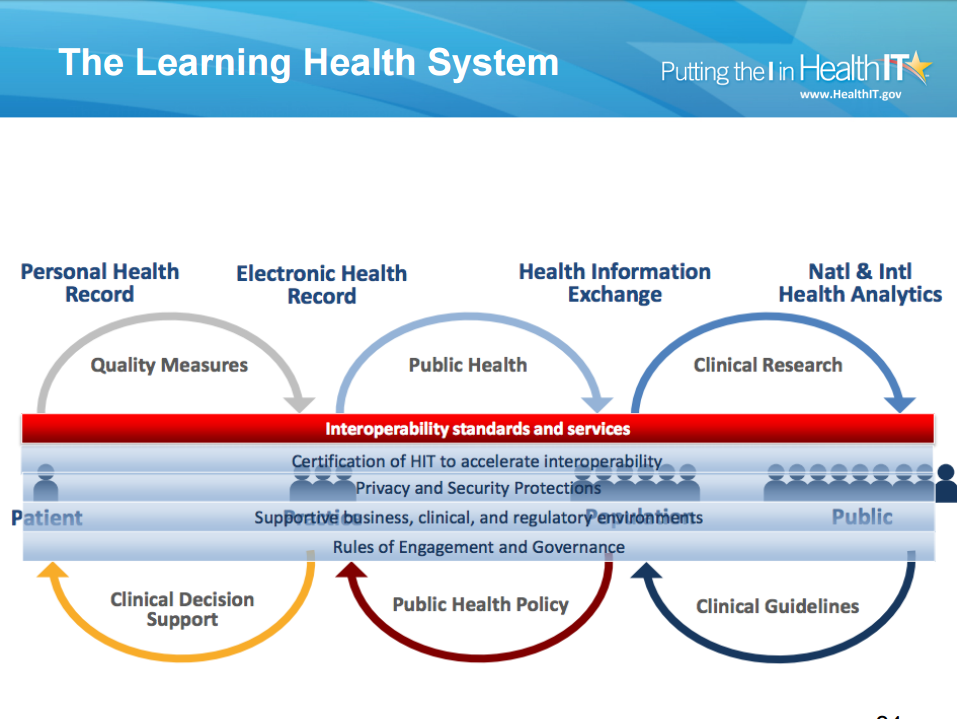 The Learning Health System
Putting the I in HealthIT
www.HealthIT.gov
Personal Health
Record
Electronic Health
Record
Health Information
Exchange
Natl & Intl
Health Analytics
Quality Measures
Public Health
Clinical Research
Interoperability standards and services
Certification of HIT to accelerate interoperability
Privacy and Security Protections
Patient
Practice
Supportive business, clinical, and regulatory environments
Population
Public
Rules of Engagement and Governance
Clinical Decision
Support
Public Health Policy
Clinical Guidelines